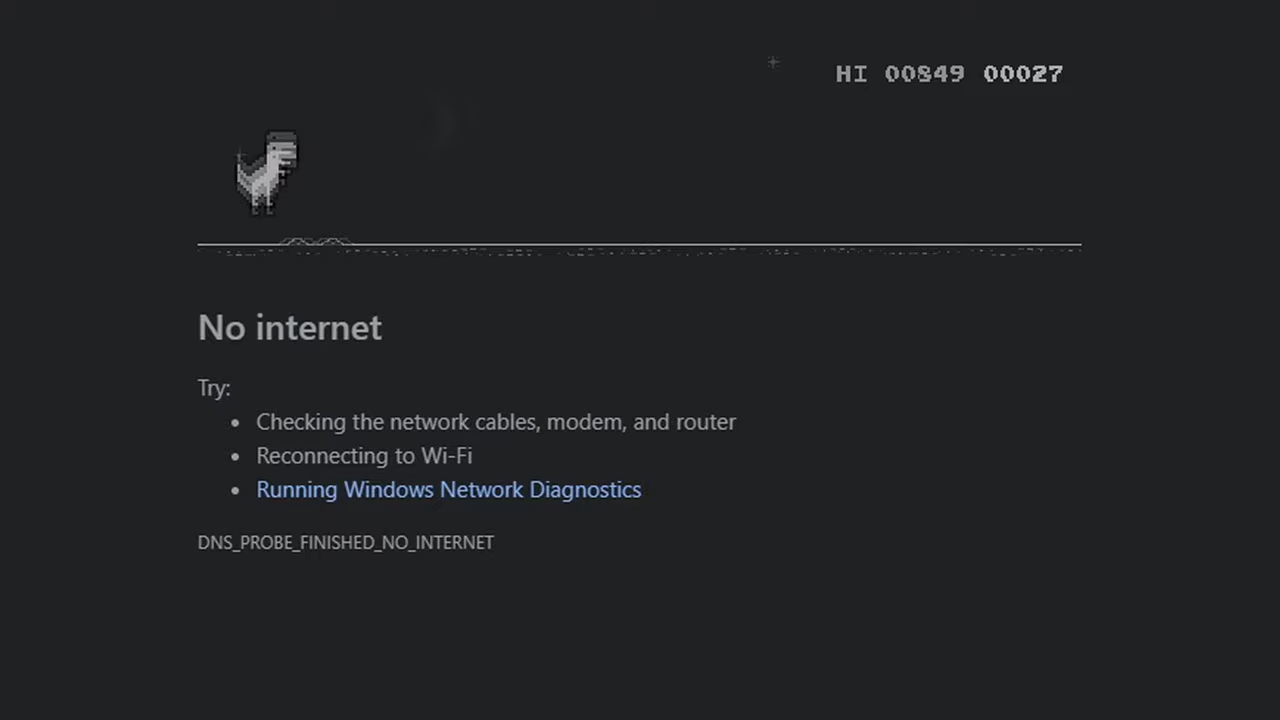 HI 00849 00027
No internet
Try:
Checking the network cables, modem, and router
Reconnecting to Wi-Fi
Running Windows Network Diagnostics
DNS_PROBE_FINISHED_NO_INTERNET